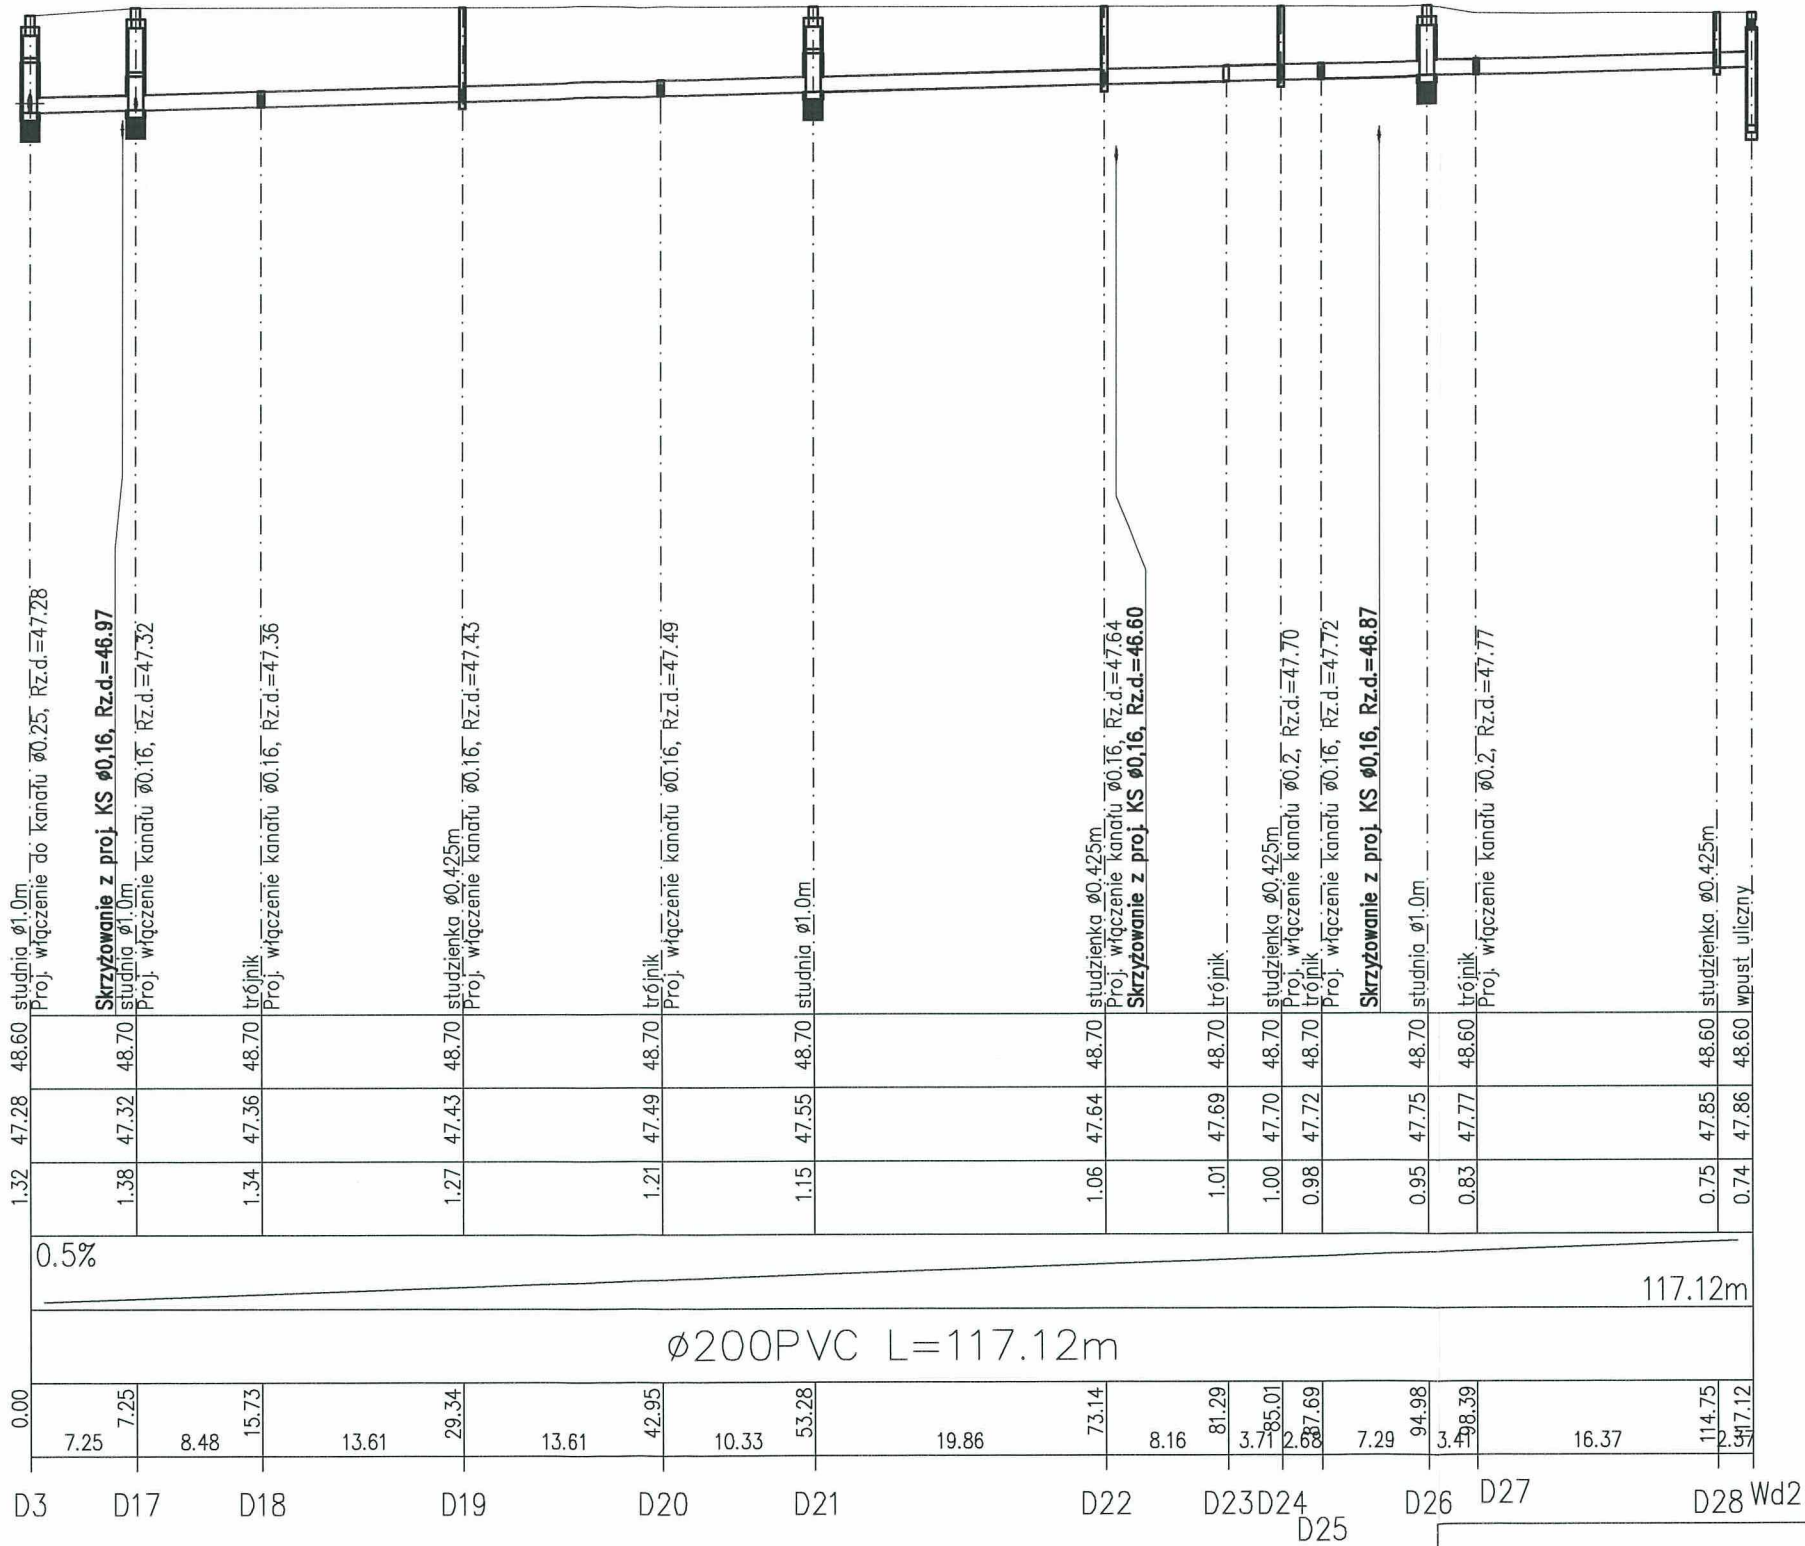 studnia ø1.0m
Proj. włączenie do kanału ø0.25, Rz.d.=47.28
Skrzyżowanie z proj. KS ø0,16, Rz.d.=46.97
studnia ø1.0m
Proj. włączenie kanału ø0.16, Rz.d.=47.32
trójnik
Proj. włączenie kanału ø0.16, Rz.d.=47.36
studzienka ø0.425m
Proj. włączenie kanału ø0.16, Rz.d.=47.43
trójnik
Proj. włączenie kanału ø0.16, Rz.d.=47.49
studnia ø1.0m
studzienka ø0.425m
Proj. włączenie kanału ø0.16, Rz.d.=47.64
Skrzyżowanie z proj. KS ø0,16, Rz.d.=46.60
trójnik
studzienka ø0.425m
Proj. włączenie kanału ø0.2, Rz.d.=47.70
trójnik
Proj. włączenie kanału ø0.16, Rz.d.=47.72
Skrzyżowanie z proj. KS ø0,16, Rz.d.=46.87
studnia ø1.0m
trójnik
Proj. włączenie kanału ø0.2, Rz.d.=47.77
studzienka ø0.425m
wpust uliczny
48.60 48.70 48.70 48.70 48.70 48.70 48.70 48.70 48.70 48.70 48.70 48.60 48.60 48.60
47.28 47.32 47.36 47.43 47.49 47.55 47.64 47.69 47.70 47.72 47.75 47.77 47.85 47.86
1.32 1.38 1.34 1.27 1.21 1.15 1.06 1.01 1.00 0.98 0.95 0.83 0.75 0.74
0.5%
117.12m
ø200PVC L=117.12m
0.00 7.25 15.73 29.34 42.95 53.28 73.14 81.29 85.01 87.69 94.98 98.39 114.75 117.12
7.25 8.48 13.61 13.61 10.33 19.86 8.16 3.71 2.68 7.29 3.41 16.37 2.37
D3 D17 D18 D19 D20 D21 D22 D23 D24 D25 D26 D27 D28 Wd2